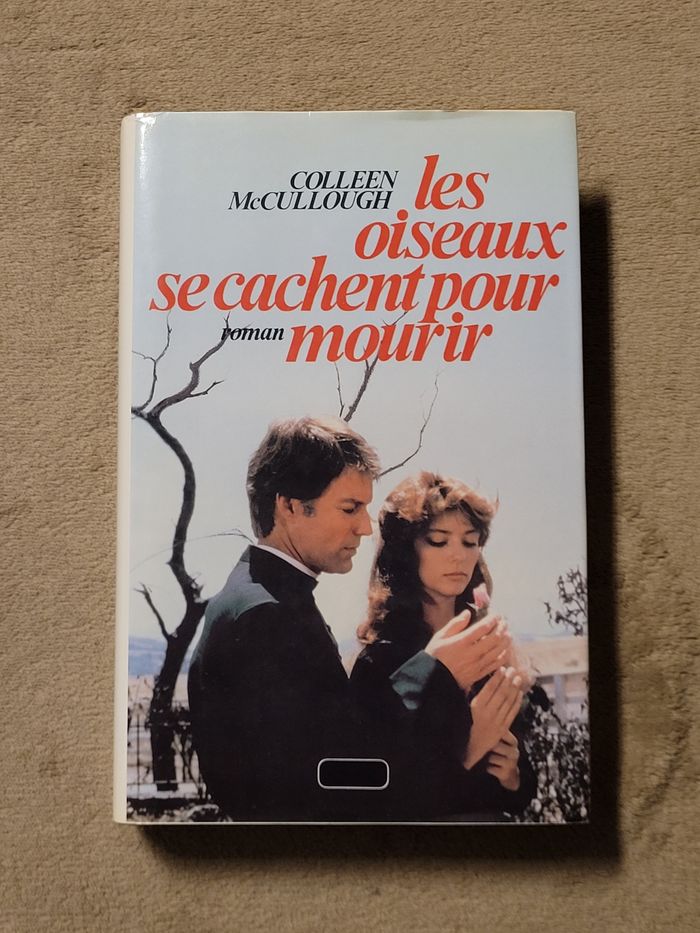 COLLEEN
McCULLOUGH
les
oiseaux
se cachent pour
roman
mourir